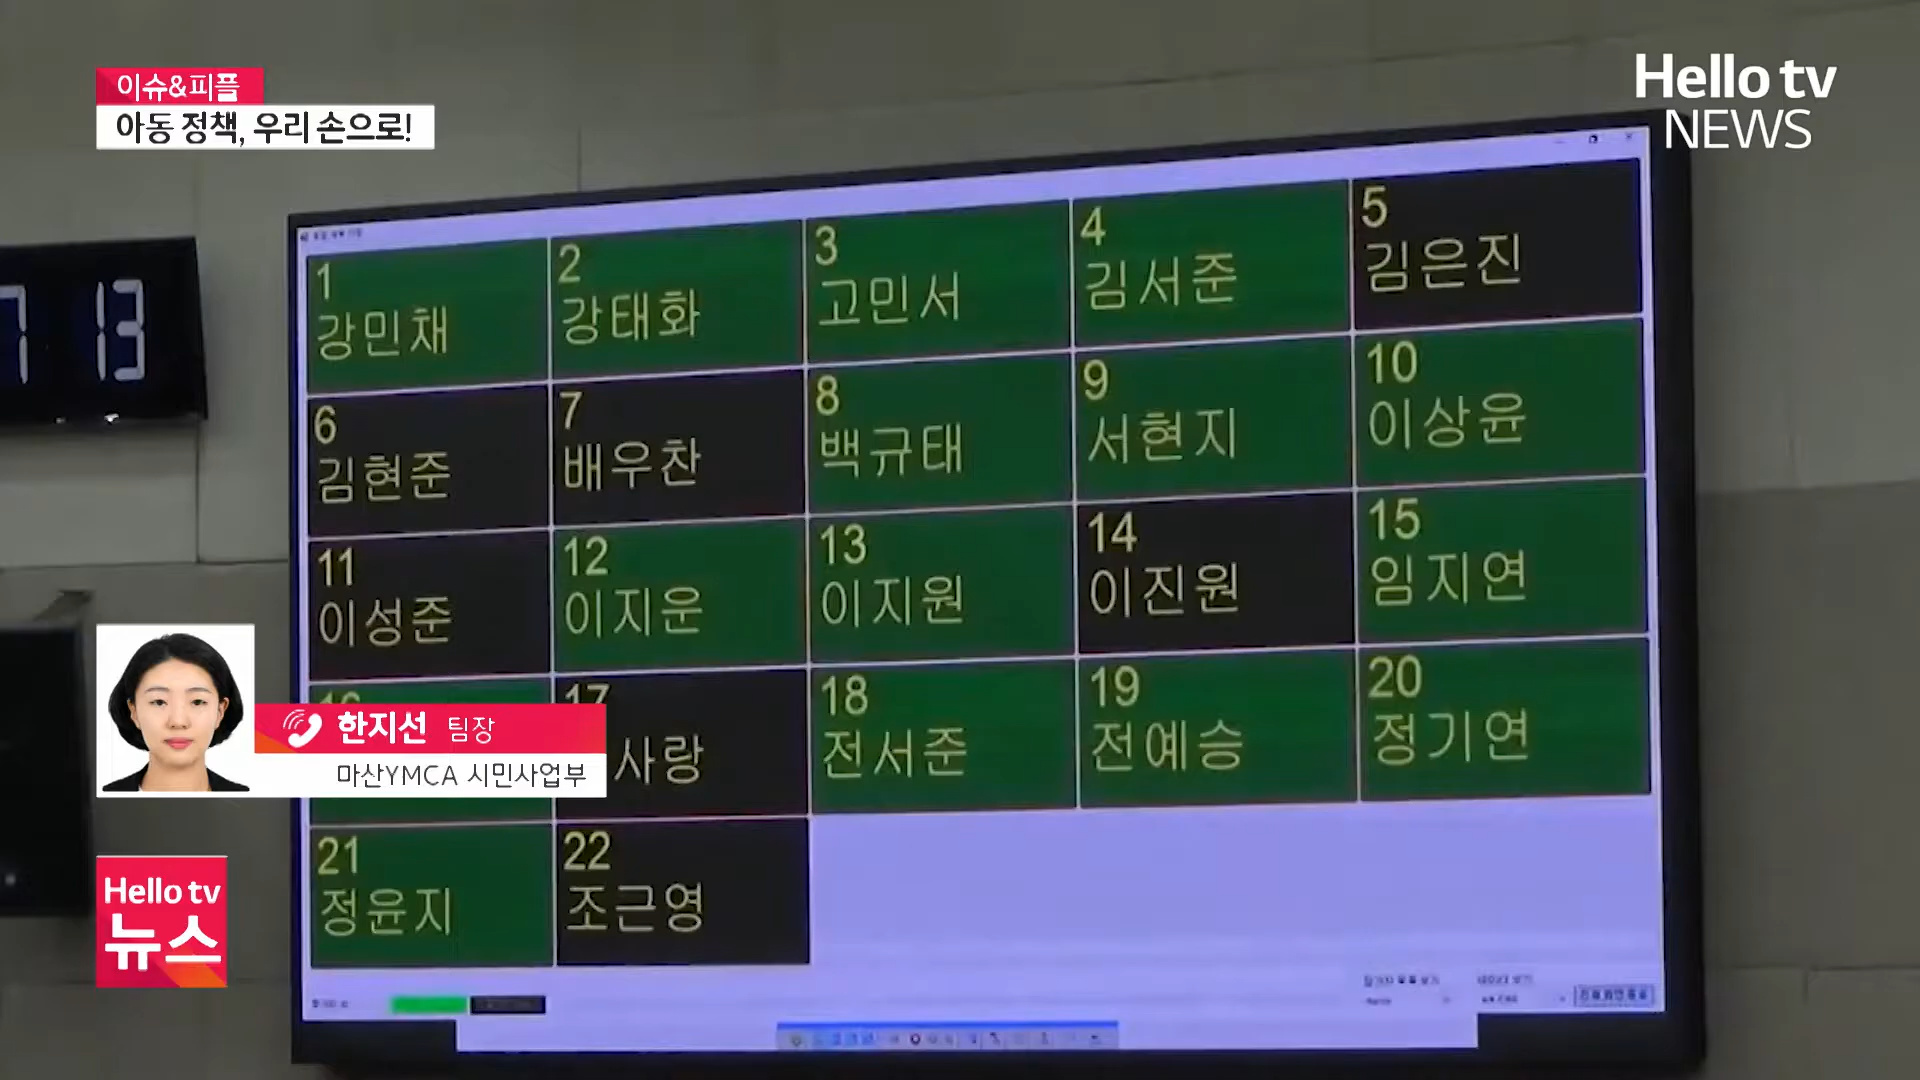 이슈&피플
아동 정책, 우리 손으로!
Hello tv
NEWS
7 13
1
강민채
2
강태화
3
고민서
4
김서준
5
김은진
6
김현준
7
배우찬
8
백규태
9
서현지
10
이상윤
11
이성준
12
이지운
13
이지원
14
이진원
15
임지연
16
17
사랑
18
전서준
19
전예승
20
정기연
21
정윤지
22
조근영
한지선 팀장
마산YMCA 시민사업부
Hello tv
뉴스